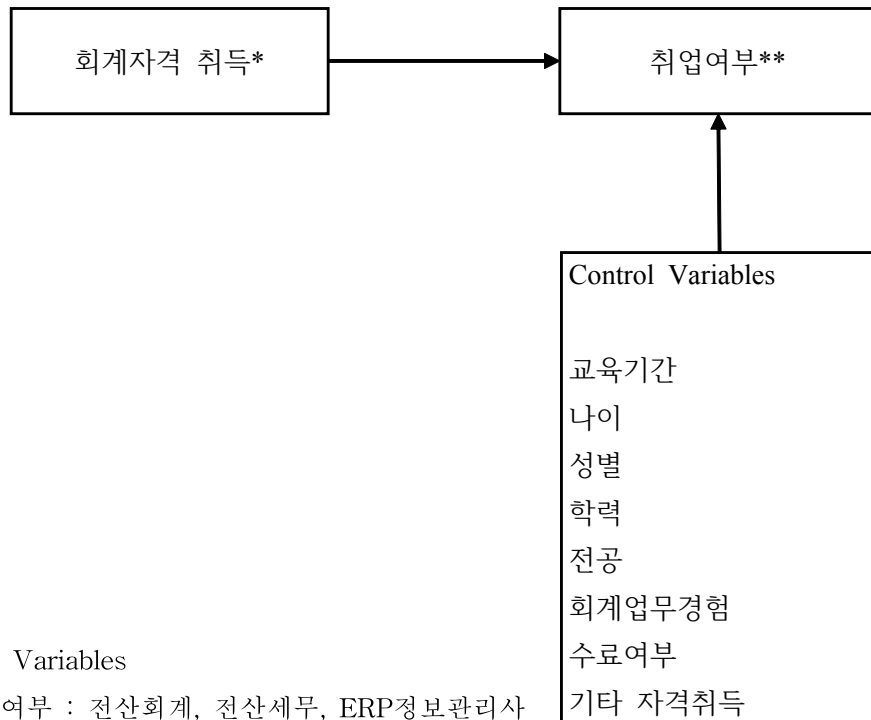 회계자격 취득*
취업여부**
Control Variables
교육기간
나이
성별
학력
전공
회계업무경험
수료여부
기타 자격취득
Variables
여부 : 전산회계, 전산세무, ERP정보관리사